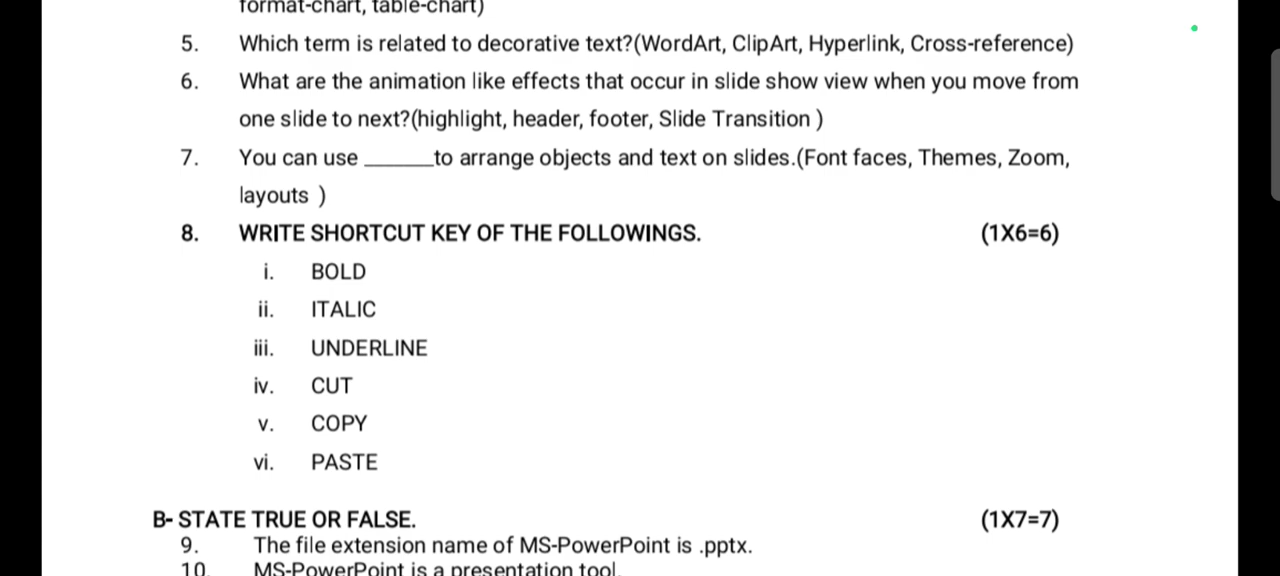 format-chart, table-chart)
5. Which term is related to decorative text?(WordArt, ClipArt, Hyperlink, Cross-reference)
6. What are the animation like effects that occur in slide show view when you move from
one slide to next?(highlight, header, footer, Slide Transition )
7. You can use ______to arrange objects and text on slides.(Font faces, Themes, Zoom,
layouts )
8. WRITE SHORTCUT KEY OF THE FOLLOWINGS. (1X6=6)
i. BOLD
ii. ITALIC
iii. UNDERLINE
iv. CUT
v. COPY
vi. PASTE
B- STATE TRUE OR FALSE. (1X7=7)
9. The file extension name of MS-PowerPoint is .pptx.
10. MS-PowerPoint is a presentation tool.